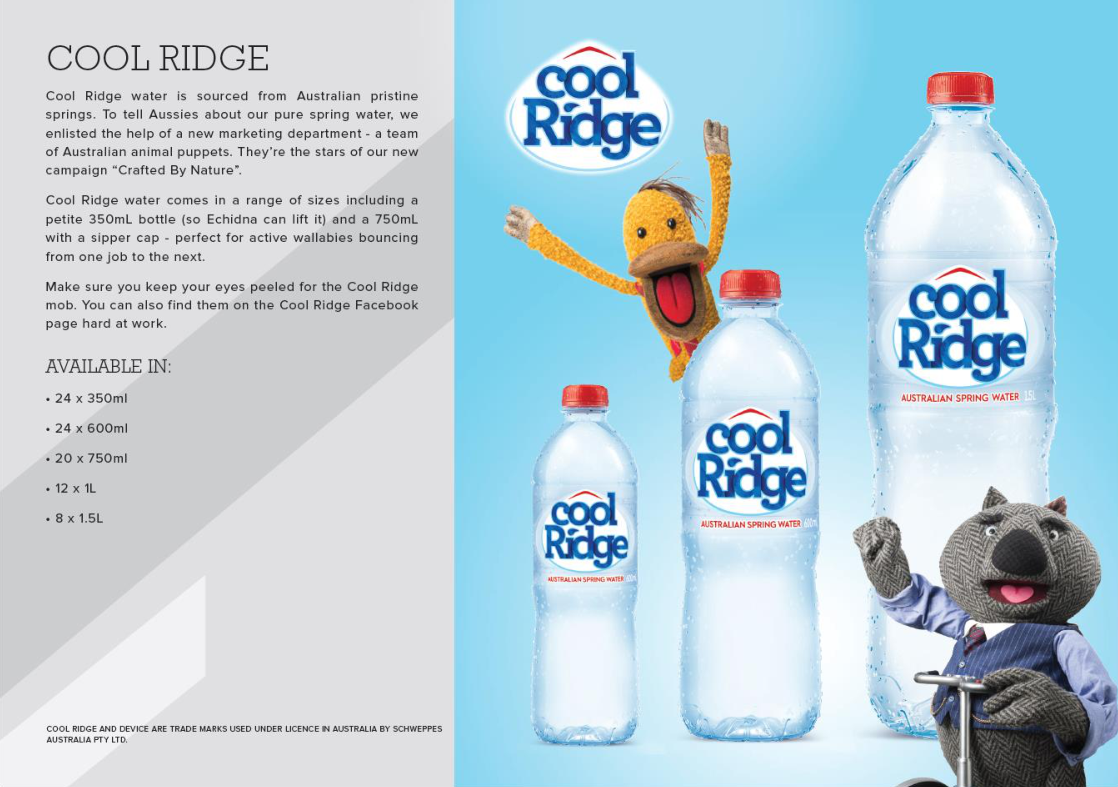 COOL RIDGE
Cool Ridge water is sourced from Australian pristine
springs. To tell Aussies about our pure spring water, we
enlisted the help of a new marketing department - a team
of Australian animal puppets. They're the stars of our new
campaign “Crafted By Nature”.
Cool Ridge water comes in a range of sizes including a
petite 350mL bottle (so Echidna can lift it) and a 750mL
with a sipper cap - perfect for active wallabies bouncing
from one job to the next.
Make sure you keep your eyes peeled for the Cool Ridge
mob. You can also find them on the Cool Ridge Facebook
page hard at work.
AVAILABLE IN:
• 24 x 350ml
• 24 x 600ml
• 20 x 750ml
• 12 x 1L
• 8 x 1.5L
COOL RIDGE AND DEVICE ARE TRADE MARKS USED UNDER LICENCE IN AUSTRALIA BY SCHWEPPES
AUSTRALIA PTY LTD.
cool
Ridge
cool
Ridge
AUSTRALIAN SPRING WATER
cool
Ridge
AUSTRALIAN SPRING WATER 600mL
cool
Ridge
AUSTRALIAN SPRING WATER 1.5L